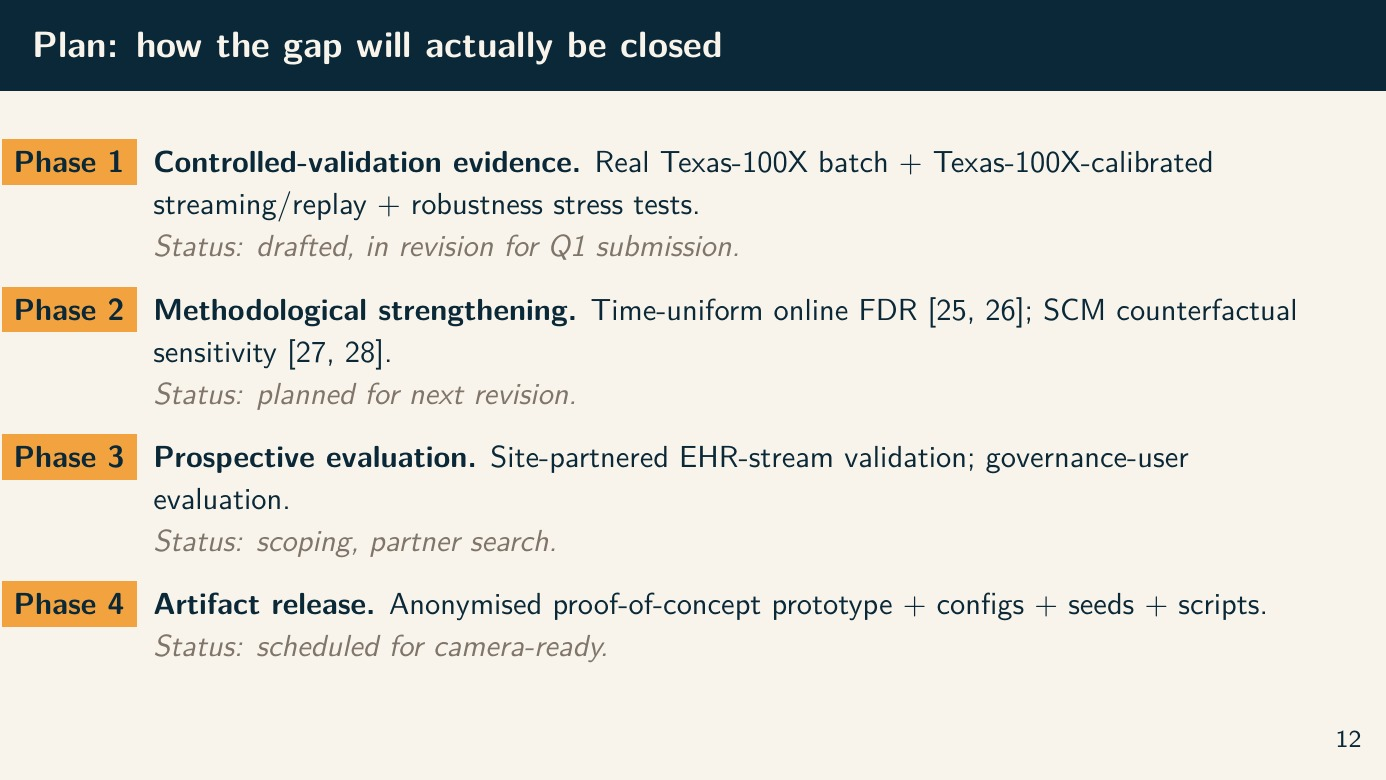 Plan: how the gap will actually be closed
Phase 1 Controlled-validation evidence. Real Texas-100X batch + Texas-100X-calibrated
streaming/replay + robustness stress tests.
Status: drafted, in revision for Q1 submission.
Phase 2 Methodological strengthening. Time-uniform online FDR [25, 26]; SCM counterfactual
sensitivity [27, 28].
Status: planned for next revision.
Phase 3 Prospective evaluation. Site-partnered EHR-stream validation; governance-user
evaluation.
Status: scoping, partner search.
Phase 4 Artifact release. Anonymised proof-of-concept prototype + configs + seeds + scripts.
Status: scheduled for camera-ready.
12